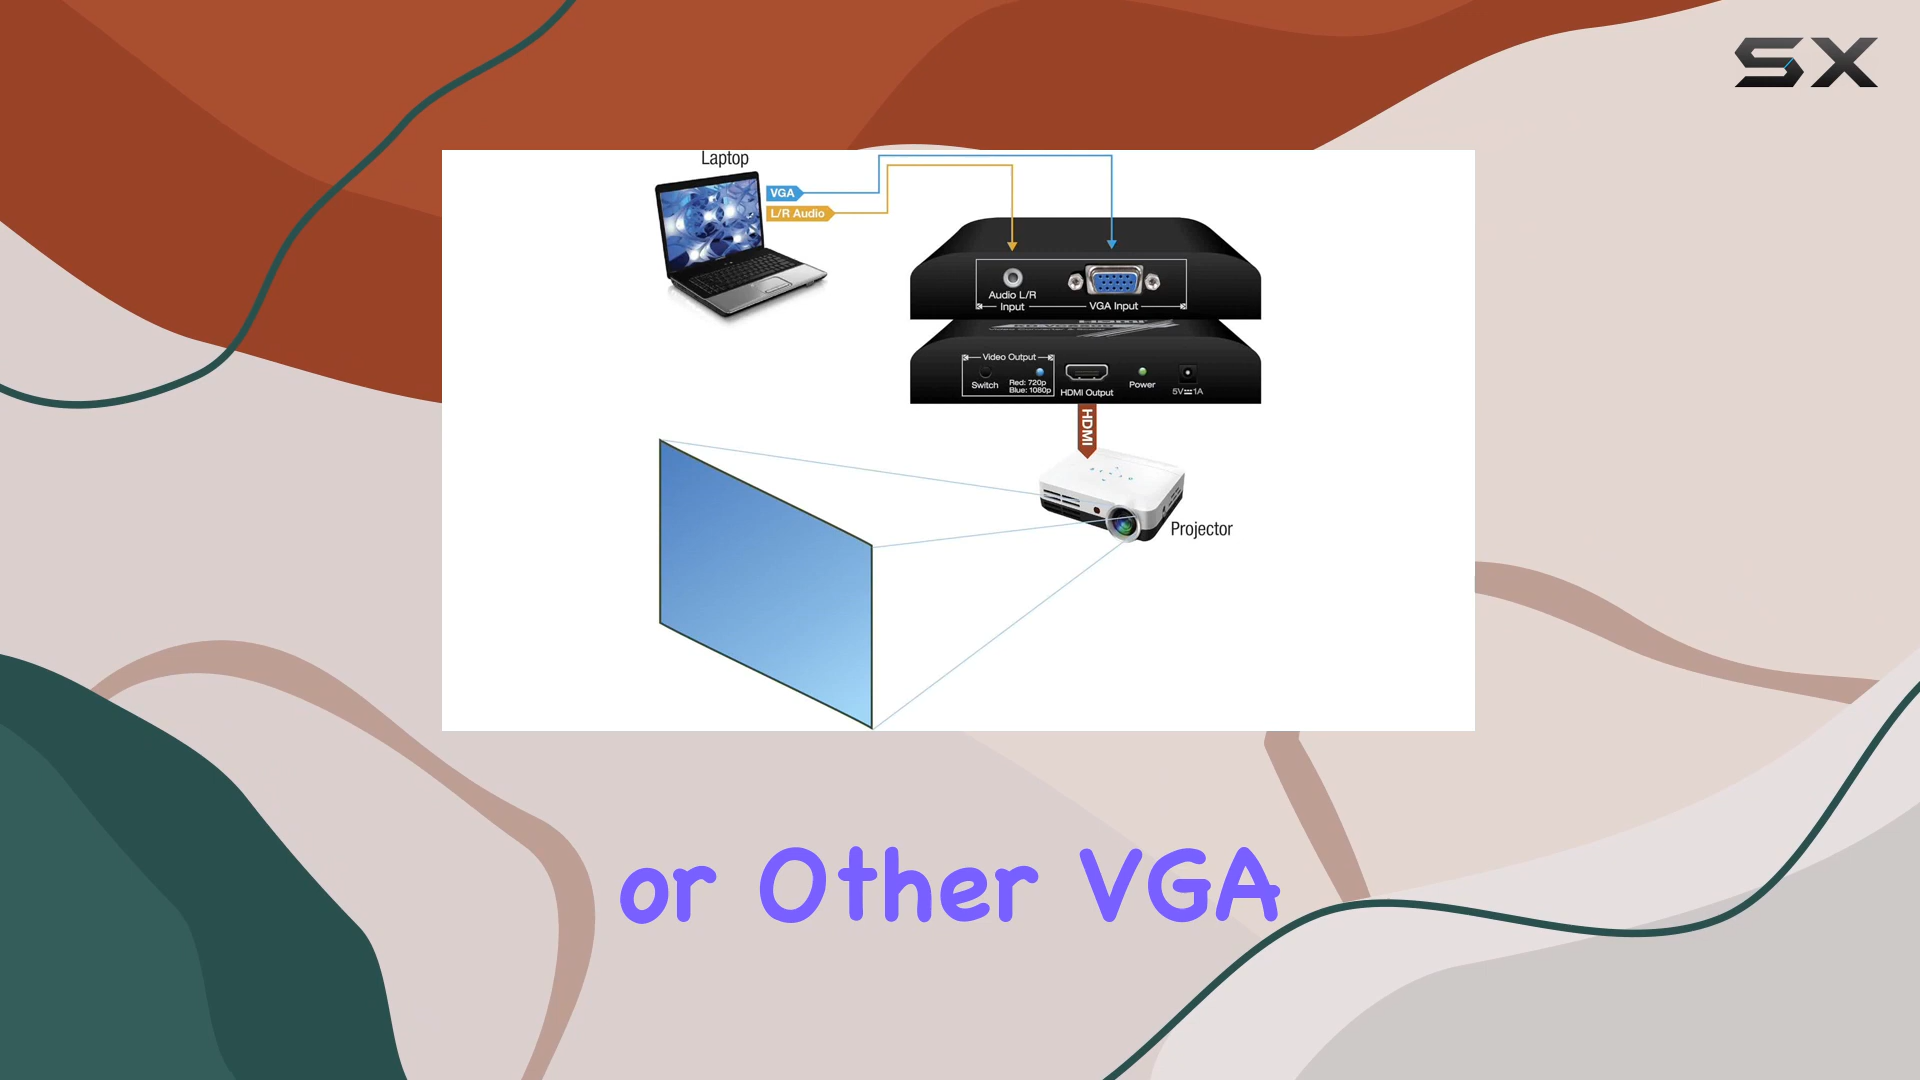 SX
Laptop
VGA
L/R Audio
Audio L/R
Input
VGA Input
Video Output
Switch
Red: 720p
Blue: 1080p
HDMI Output
Power
5V⎓1A
HDMI
Projector
or Other VGA